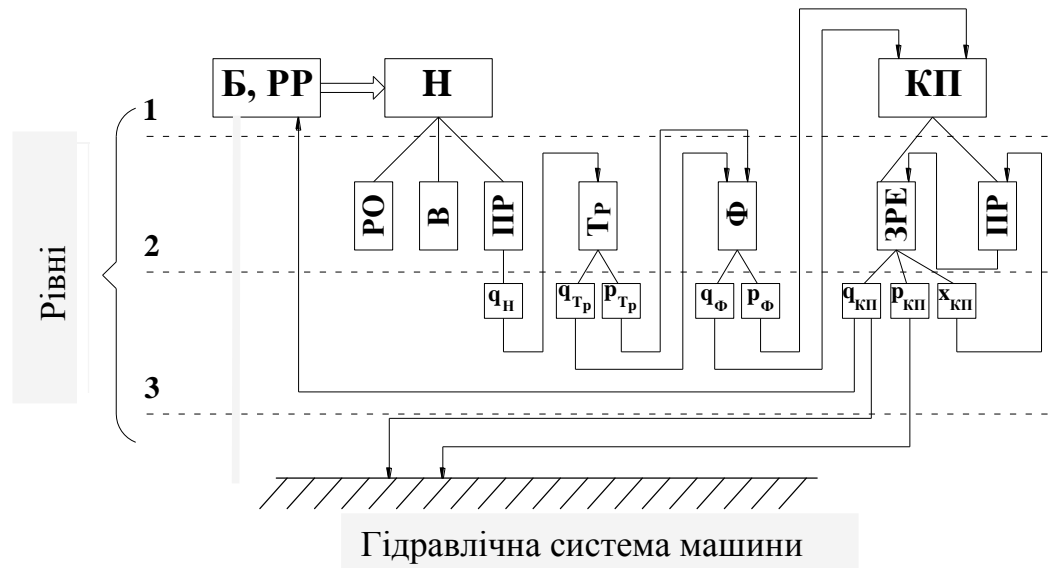 Б, РР
Н
КП
1
РО
В
ПР
Тр
Ф
ЗРЕ
ПР
2
qН
qТр
pТр
qФ
pФ
qКП
pКП
xКП
3
Рівні
Гідравлічна система машини